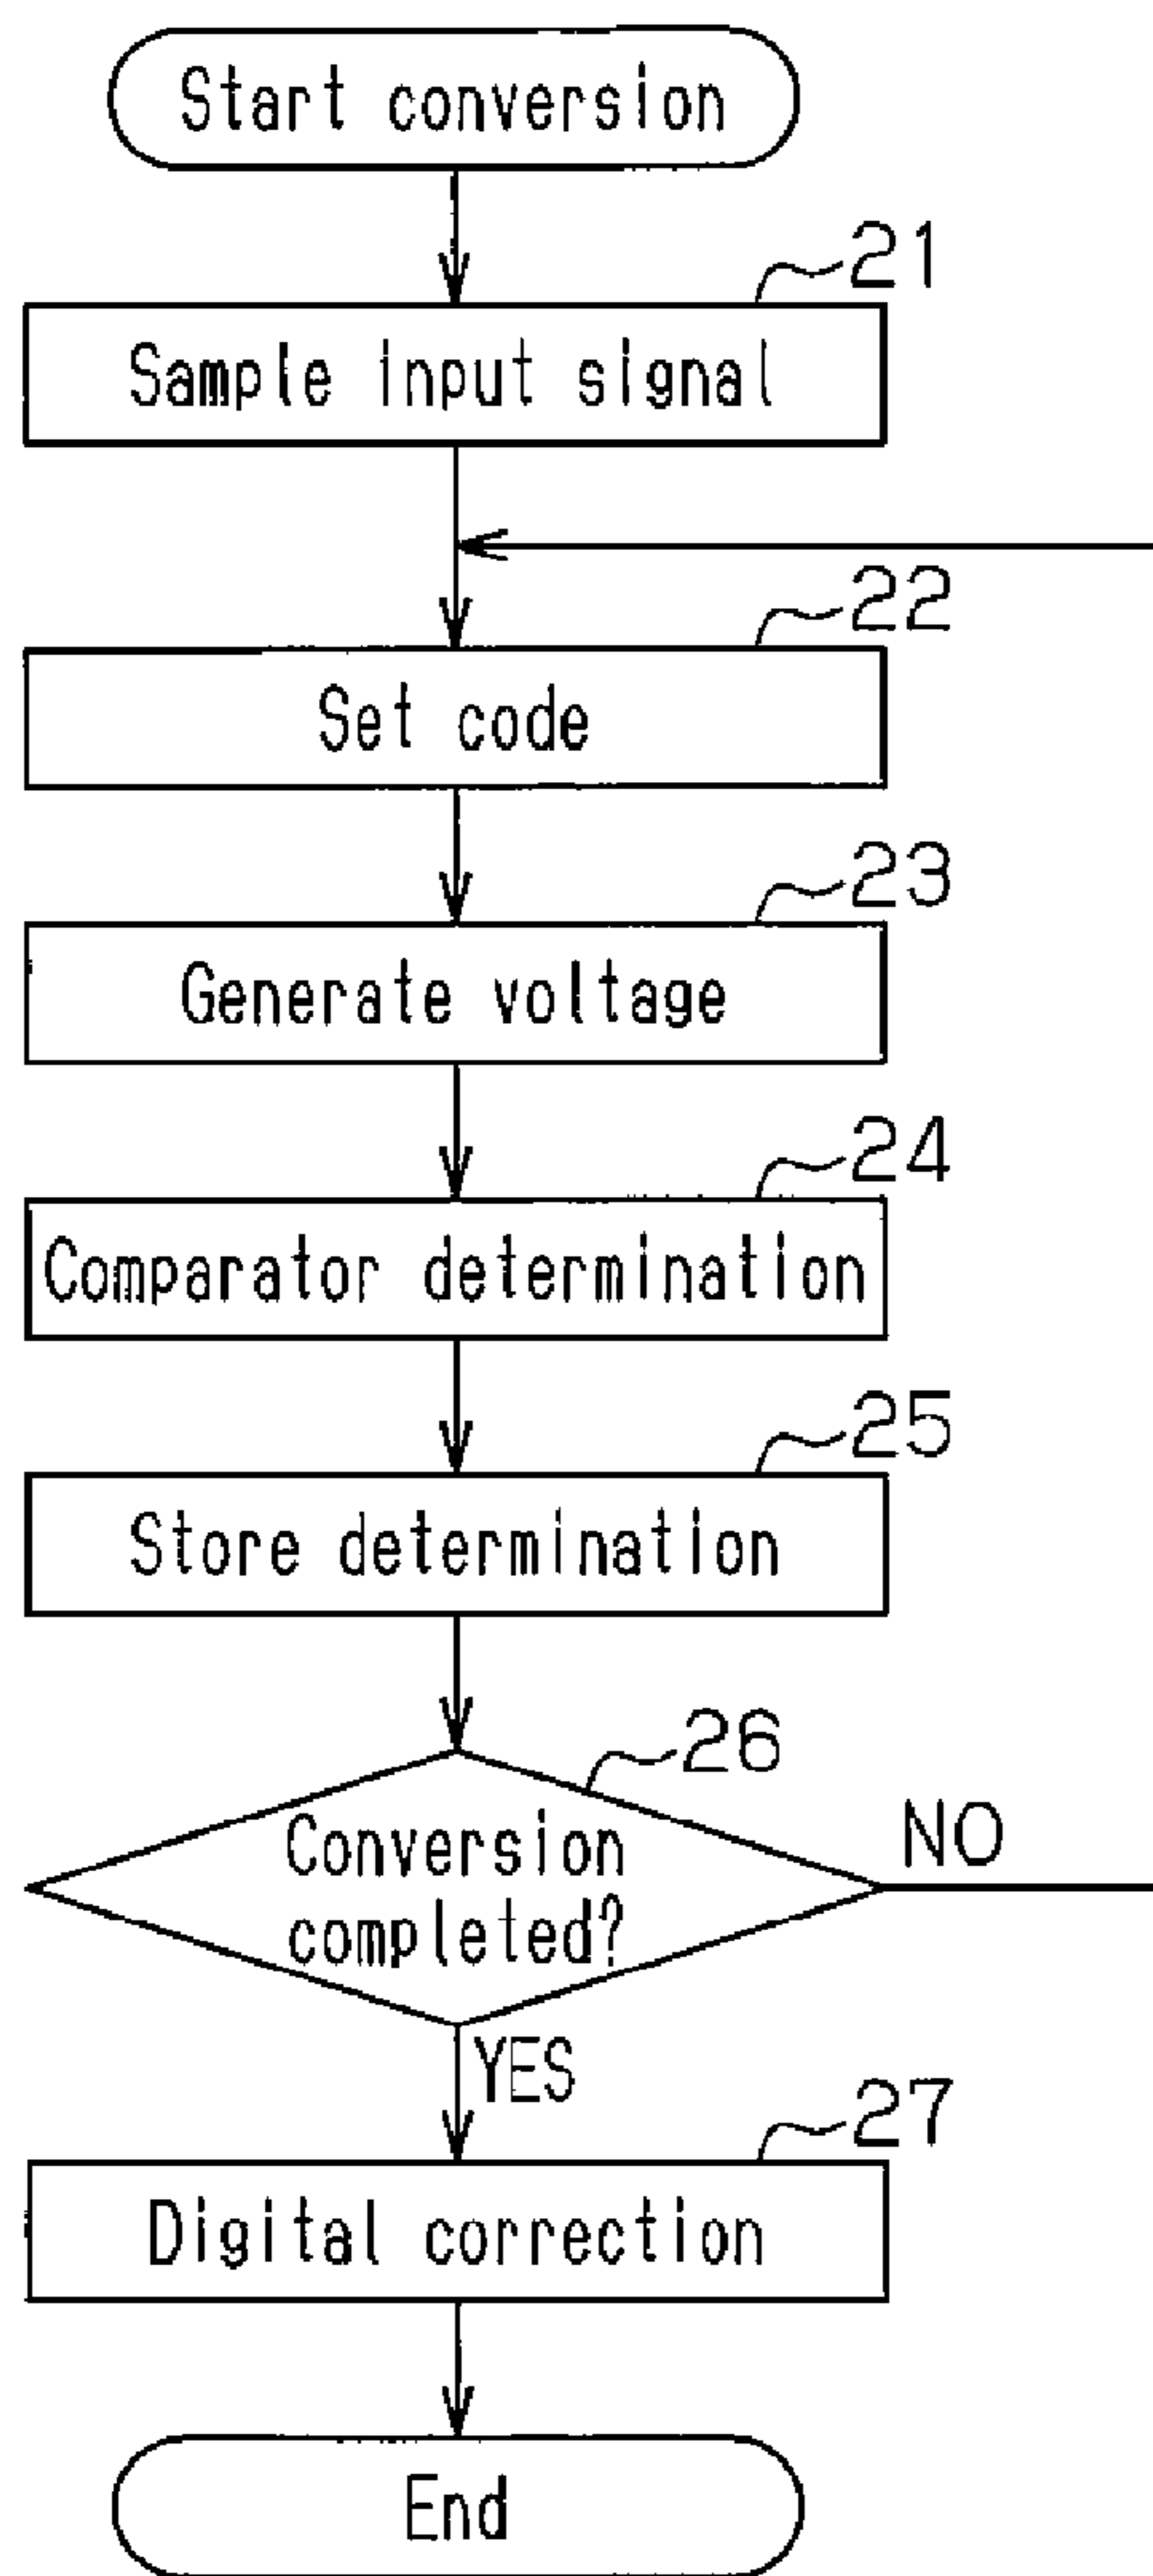 Start conversion
21
Sample input signal
22
Set code
23
Generate voltage
24
Comparator determination
25
Store determination
26
Conversion
completed?
NO
YES
27
Digital correction
End